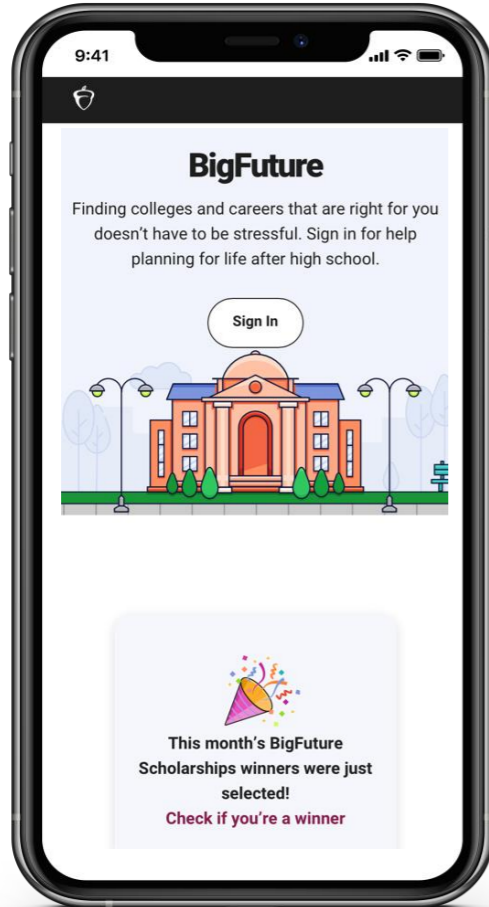 9:41
BigFuture
Finding colleges and careers that are right for you
doesn’t have to be stressful. Sign in for help
planning for life after high school.
Sign In
This month’s BigFuture
Scholarships winners were just
selected!
Check if you’re a winner